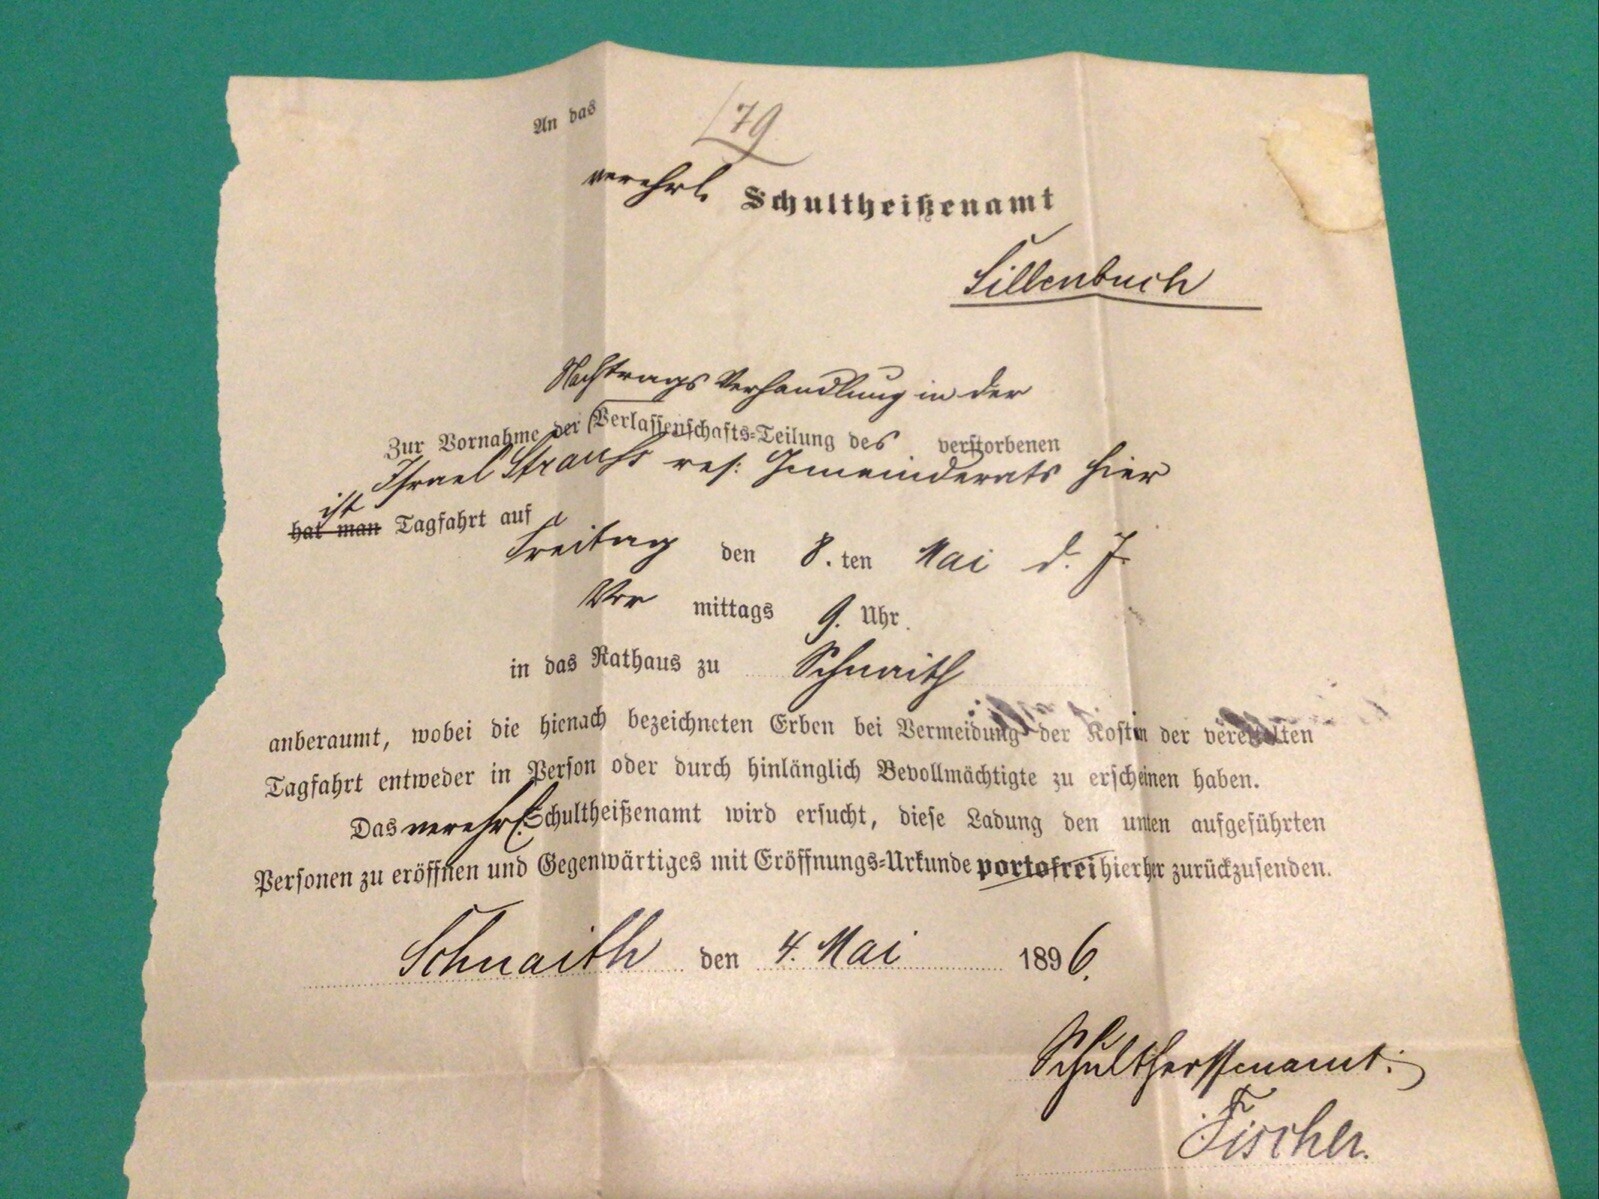 An das
79
verehrl. Schultheißenamt
Sillenbuch
Nachtrags Verhandlung in der
Zur Vornahme der Verlassenschafts-Teilung des verstorbenen
Israel Strauß res: Gemeinderats hier
ist
hat man Tagfahrt auf
Freitag den 8.ten Mai d. J.
Vor mittags 9. Uhr.
in das Rathaus zu Schnaith
anberaumt, wobei die hienach bezeichneten Erben bei Vermeidung der Kosten der vereitelten
Tagfahrt entweder in Person oder durch hinlänglich Bevollmächtigte zu erscheinen haben.
Das verehrl. Schultheißenamt wird ersucht, diese Ladung den unten aufgeführten
Personen zu eröffnen und Gegenwärtiges mit Eröffnungs-Urkunde portofrei hierher zurückzusenden.
Schnaith den 4. Mai 1896.
Schultheißenamt:
Fischer.